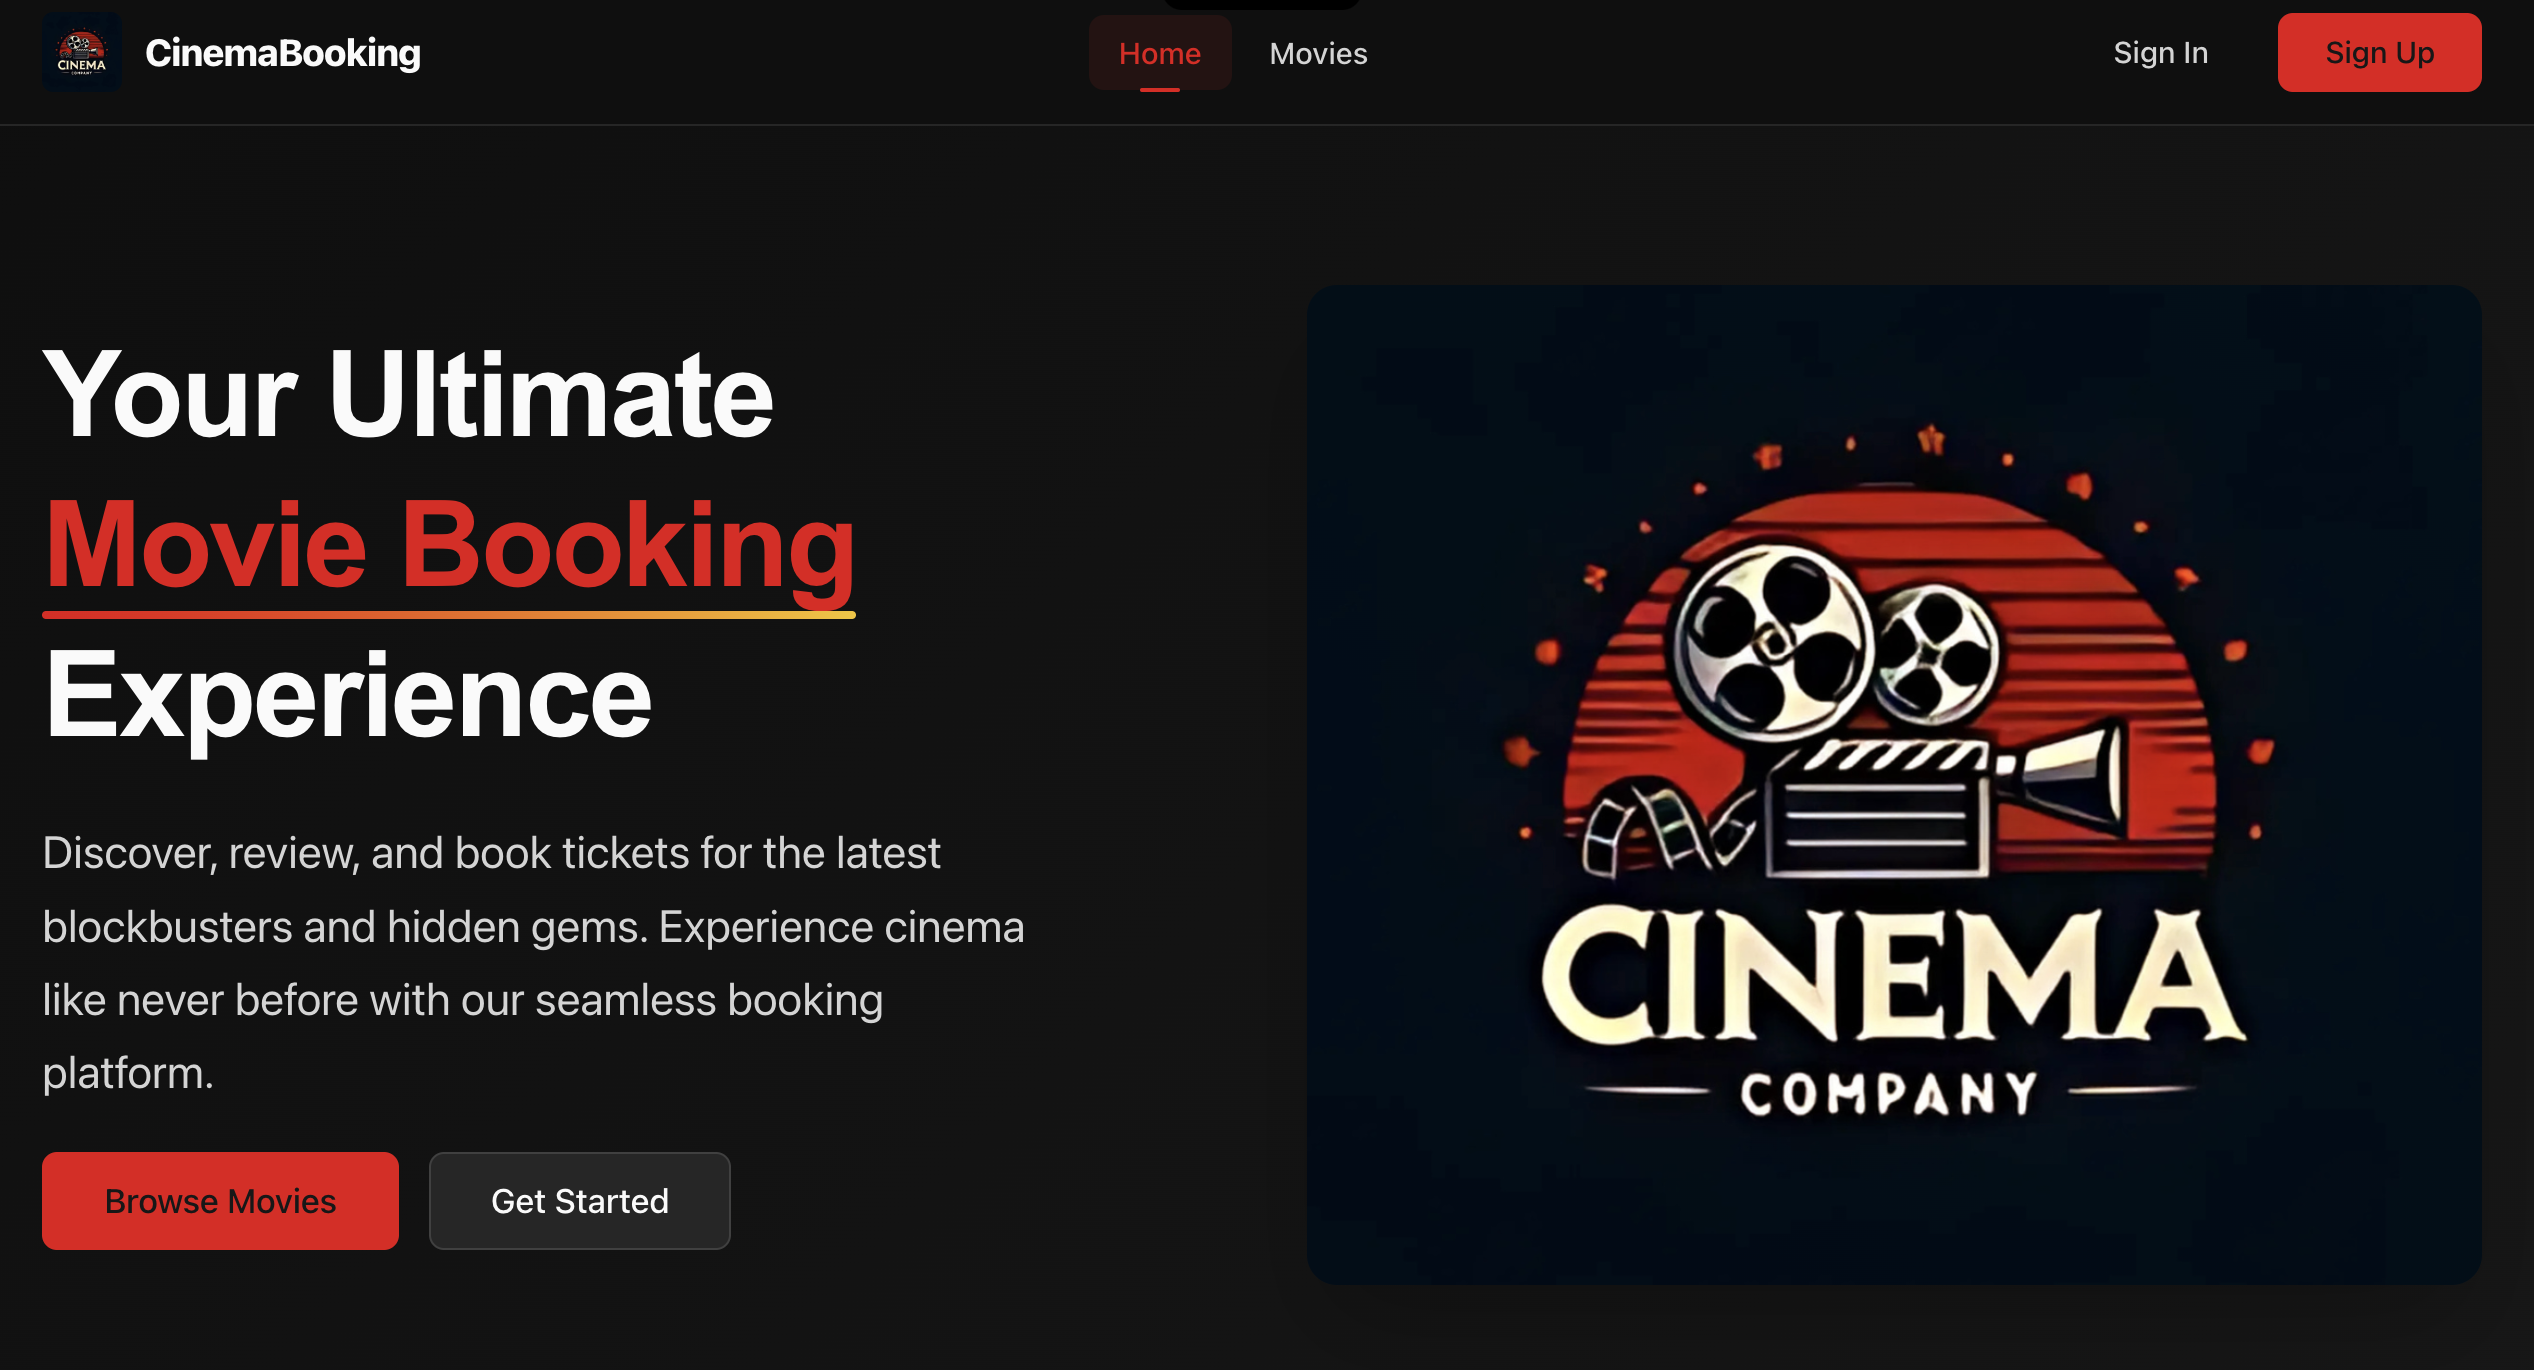 CINEMA
COMPANY
CinemaBooking
Home
Movies
Sign In
Sign Up
Your Ultimate
Movie Booking
Experience
Discover, review, and book tickets for the latest
blockbusters and hidden gems. Experience cinema
like never before with our seamless booking
platform.
Browse Movies
Get Started
CINEMA
COMPANY